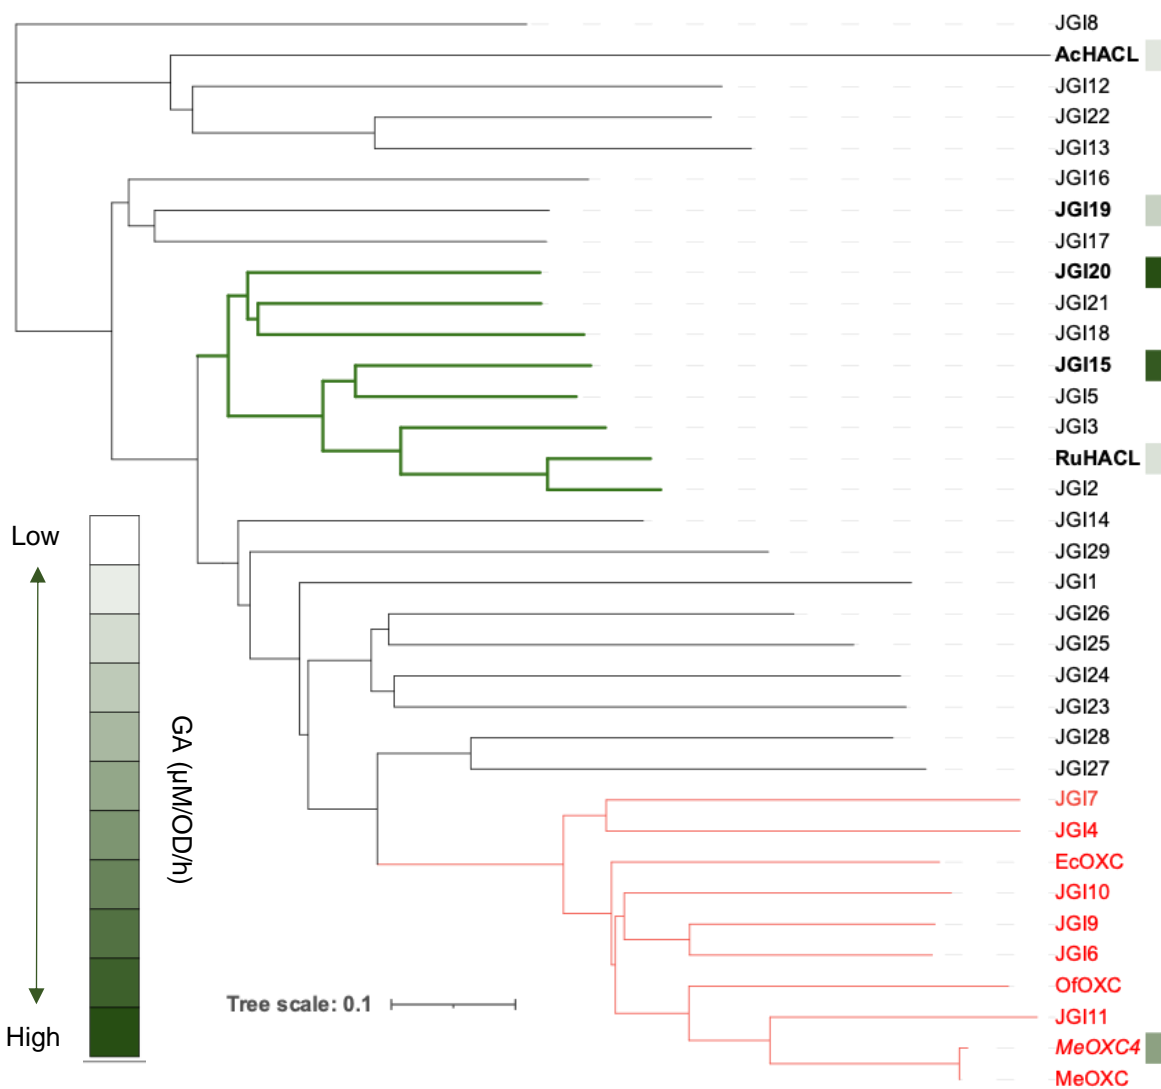 JGI8
AcHACL
JGI12
JGI22
JGI13
JGI16
JGI19
JGI17
JGI20
JGI21
JGI18
JGI15
JGI5
JGI3
RuHACL
JGI2
JGI14
JGI29
JGI1
JGI26
JGI25
JGI24
JGI23
JGI28
JGI27
JGI7
JGI4
EcOXC
JGI10
JGI9
JGI6
OfOXC
JGI11
MeOXC4
MeOXC
Low
GA (µM/OD/h)
High
Tree scale: 0.1